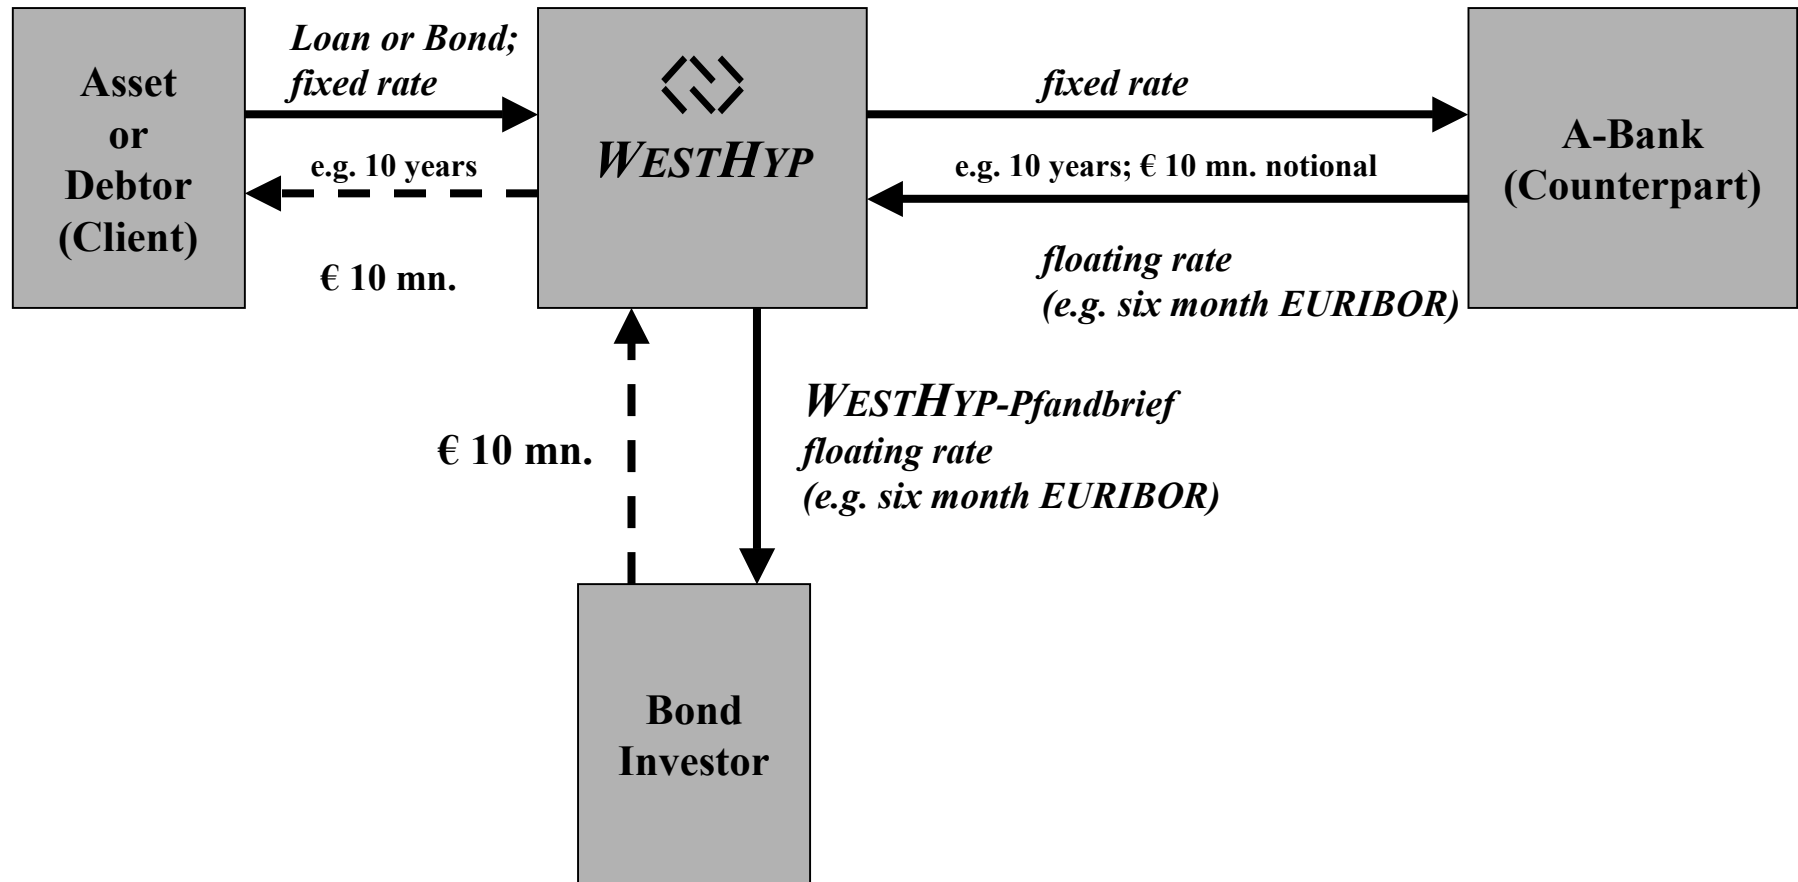 Asset
or
Debtor
(Client)
Loan or Bond;
fixed rate
e.g. 10 years
€ 10 mn.
WESTHYP
fixed rate
e.g. 10 years; € 10 mn. notional
floating rate
(e.g. six month EURIBOR)
A-Bank
(Counterpart)
€ 10 mn.
WESTHYP-Pfandbrief
floating rate
(e.g. six month EURIBOR)
Bond
Investor